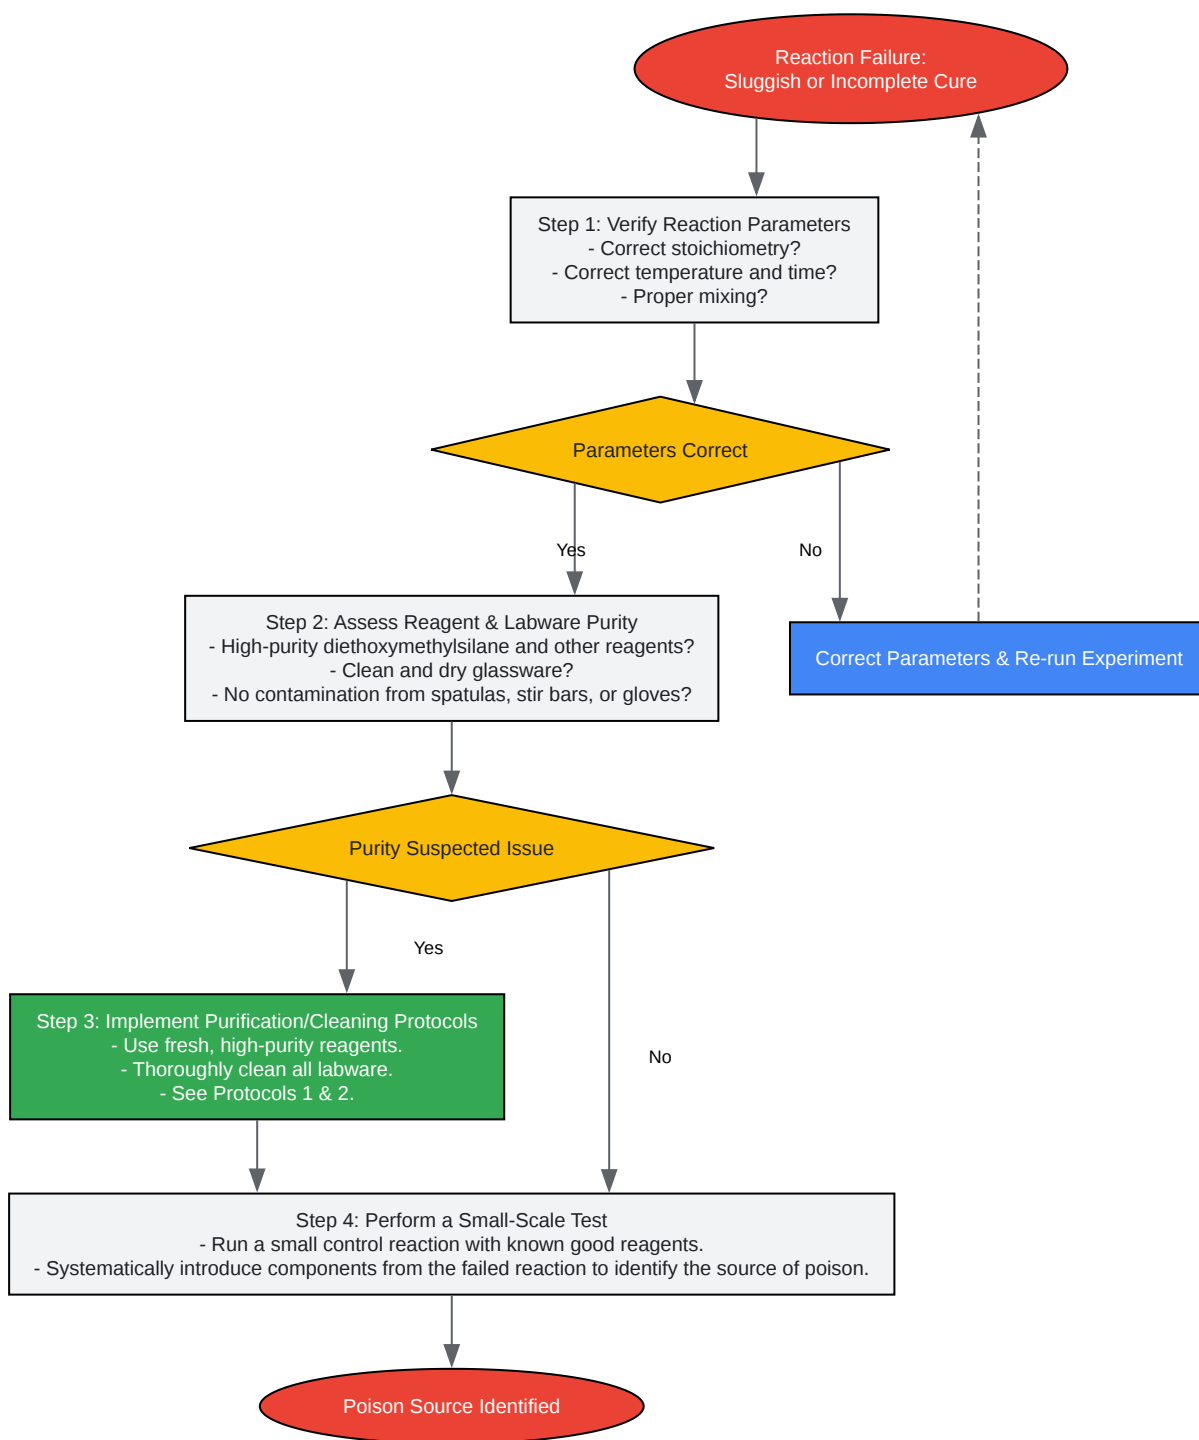 Reaction Failure:
Sluggish or Incomplete Cure
Step 1: Verify Reaction Parameters
- Correct stoichiometry?
- Correct temperature and time?
- Proper mixing?
Parameters Correct
Yes
No
Step 2: Assess Reagent & Labware Purity
- High-purity diethoxymethylsilane and other reagents?
- Clean and dry glassware?
- No contamination from spatulas, stir bars, or gloves?
Correct Parameters & Re-run Experiment
Purity Suspected Issue
Yes
No
Step 3: Implement Purification/Cleaning Protocols
- Use fresh, high-purity reagents.
- Thoroughly clean all labware.
- See Protocols 1 & 2.
Step 4: Perform a Small-Scale Test
- Run a small control reaction with known good reagents.
- Systematically introduce components from the failed reaction to identify the source of poison.
Poison Source Identified